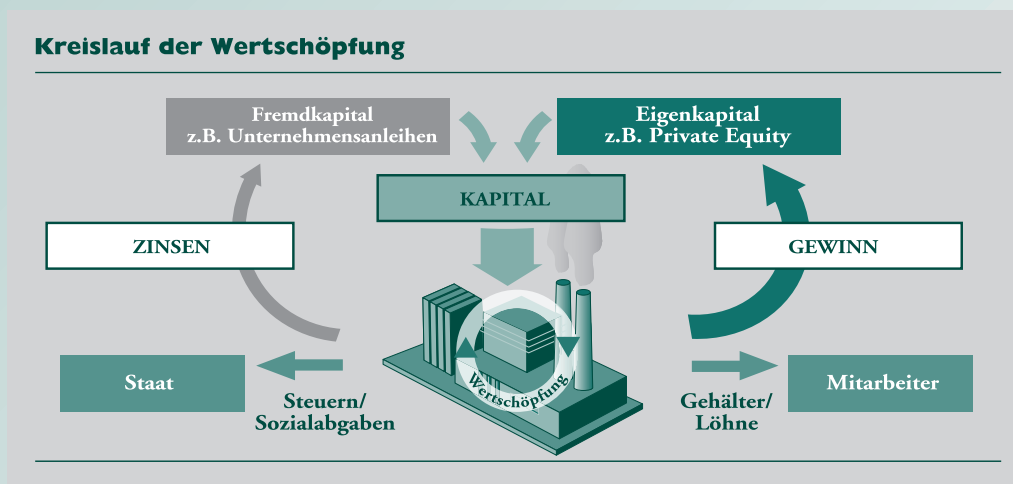 Kreislauf der Wertschöpfung
Fremdkapital
z.B. Unternehmensanleihen
Eigenkapital
z.B. Private Equity
KAPITAL
ZINSEN
GEWINN
Wertschöpfung
Staat
Steuern/
Sozialabgaben
Gehälter/
Löhne
Mitarbeiter